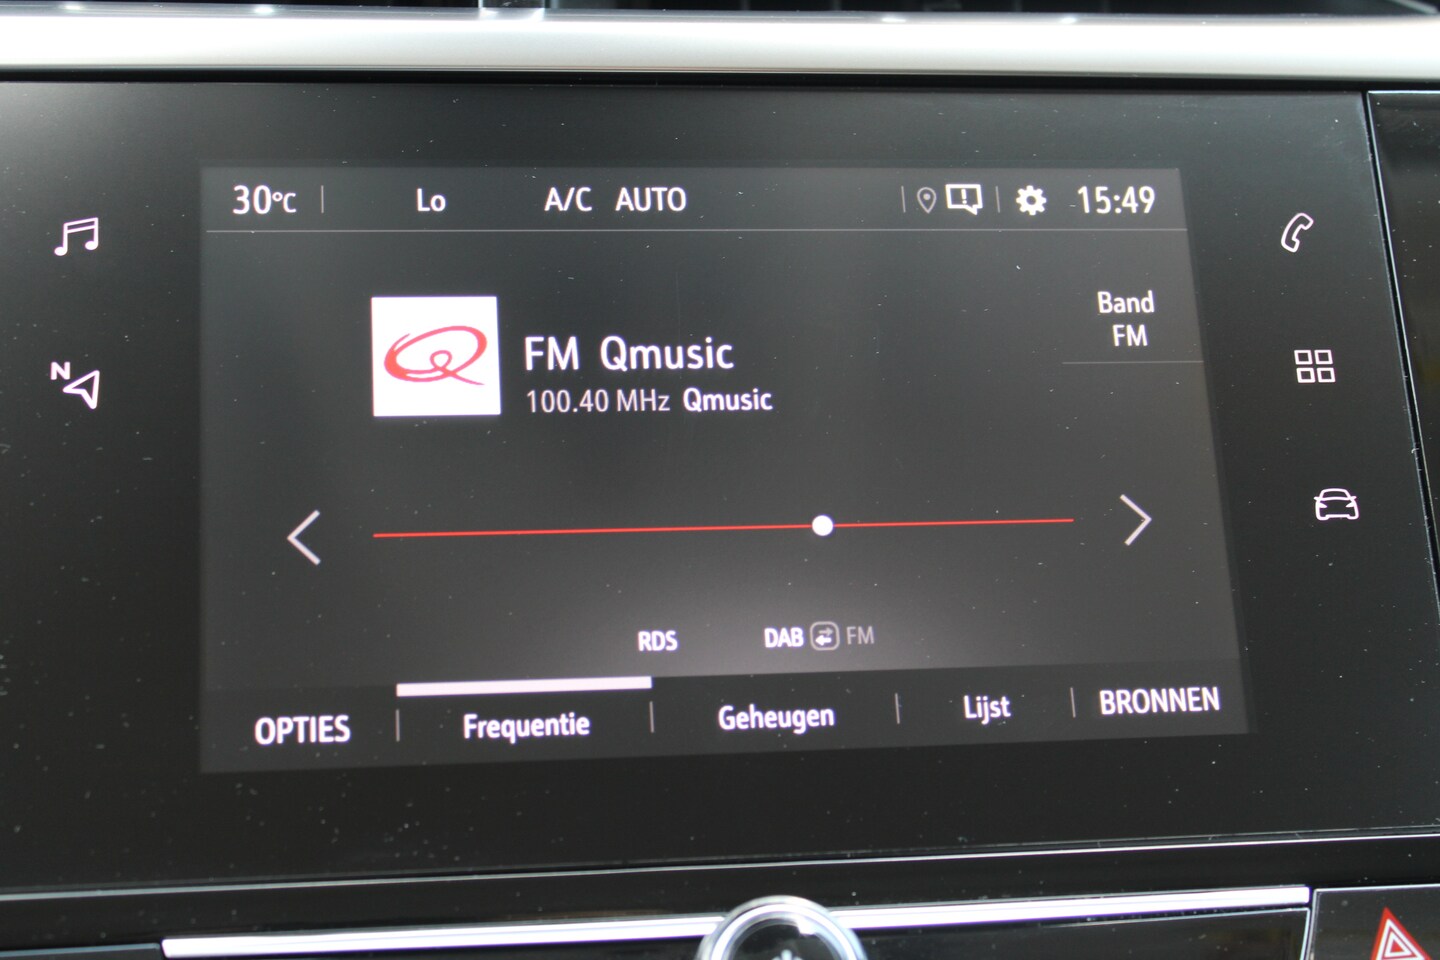 30°C Lo A/C AUTO 15:49
Band
FM
FM Qmusic
100.40 MHz Qmusic
N
RDS DAB FM
OPTIES Frequentie Geheugen Lijst BRONNEN